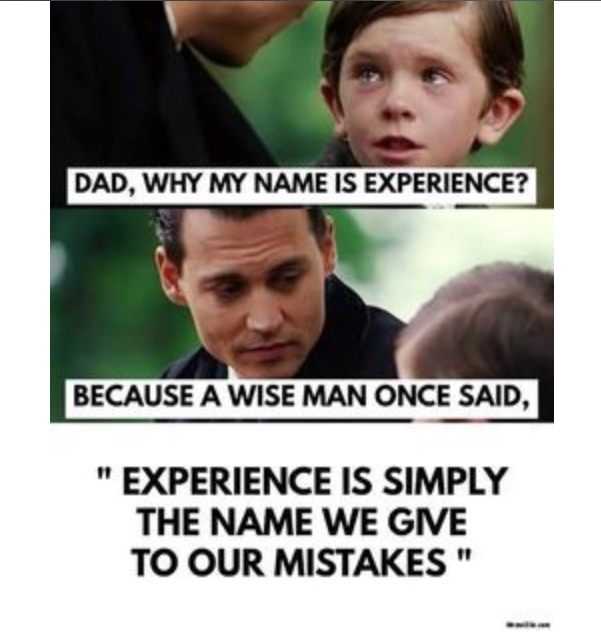 DAD, WHY MY NAME IS EXPERIENCE?
BECAUSE A WISE MAN ONCE SAID,
" EXPERIENCE IS SIMPLY
THE NAME WE GIVE
TO OUR MISTAKES "